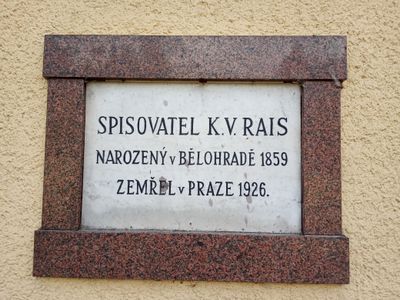 SPISOVATEL K.V. RAIS
NAROZENÝ v BĚLOHRADĚ 1859
ZEMŘEL v PRAZE 1926.